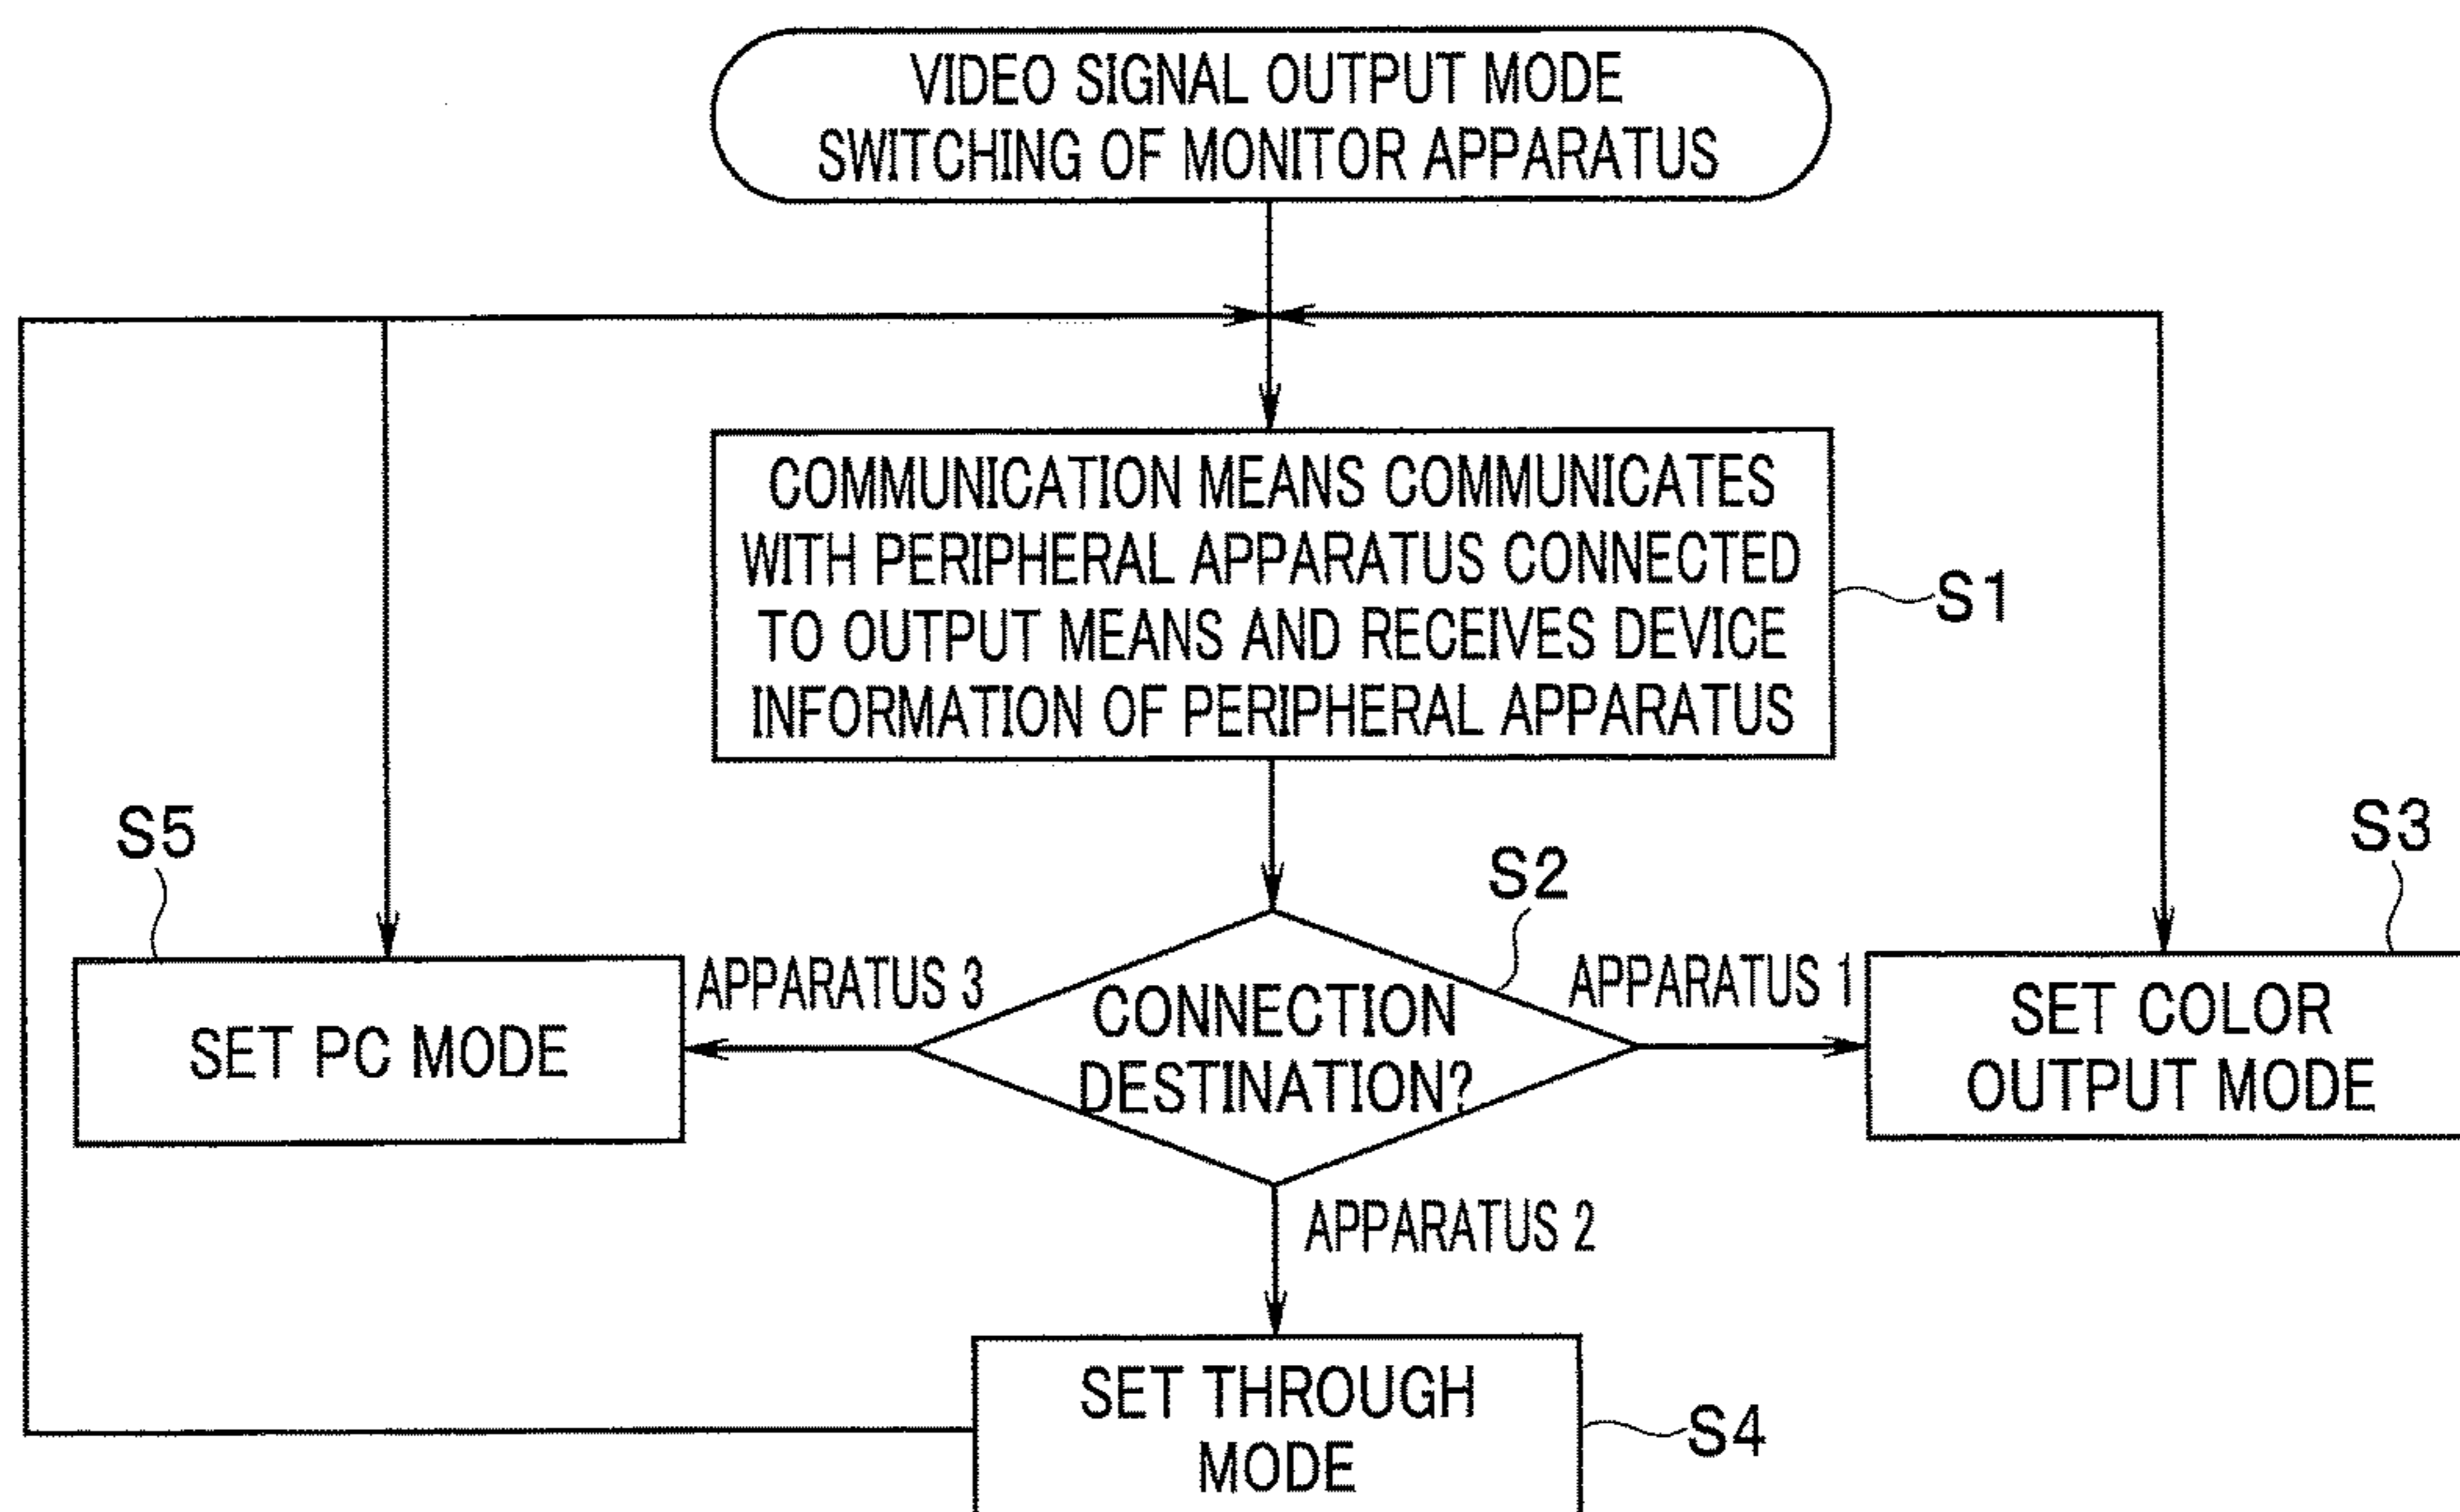 VIDEO SIGNAL OUTPUT MODE
SWITCHING OF MONITOR APPARATUS
COMMUNICATION MEANS COMMUNICATES
WITH PERIPHERAL APPARATUS CONNECTED
TO OUTPUT MEANS AND RECEIVES DEVICE
INFORMATION OF PERIPHERAL APPARATUS
S1
S2
CONNECTION
DESTINATION?
APPARATUS 1
S3
SET COLOR
OUTPUT MODE
APPARATUS 2
SET THROUGH
MODE
S4
APPARATUS 3
S5
SET PC MODE